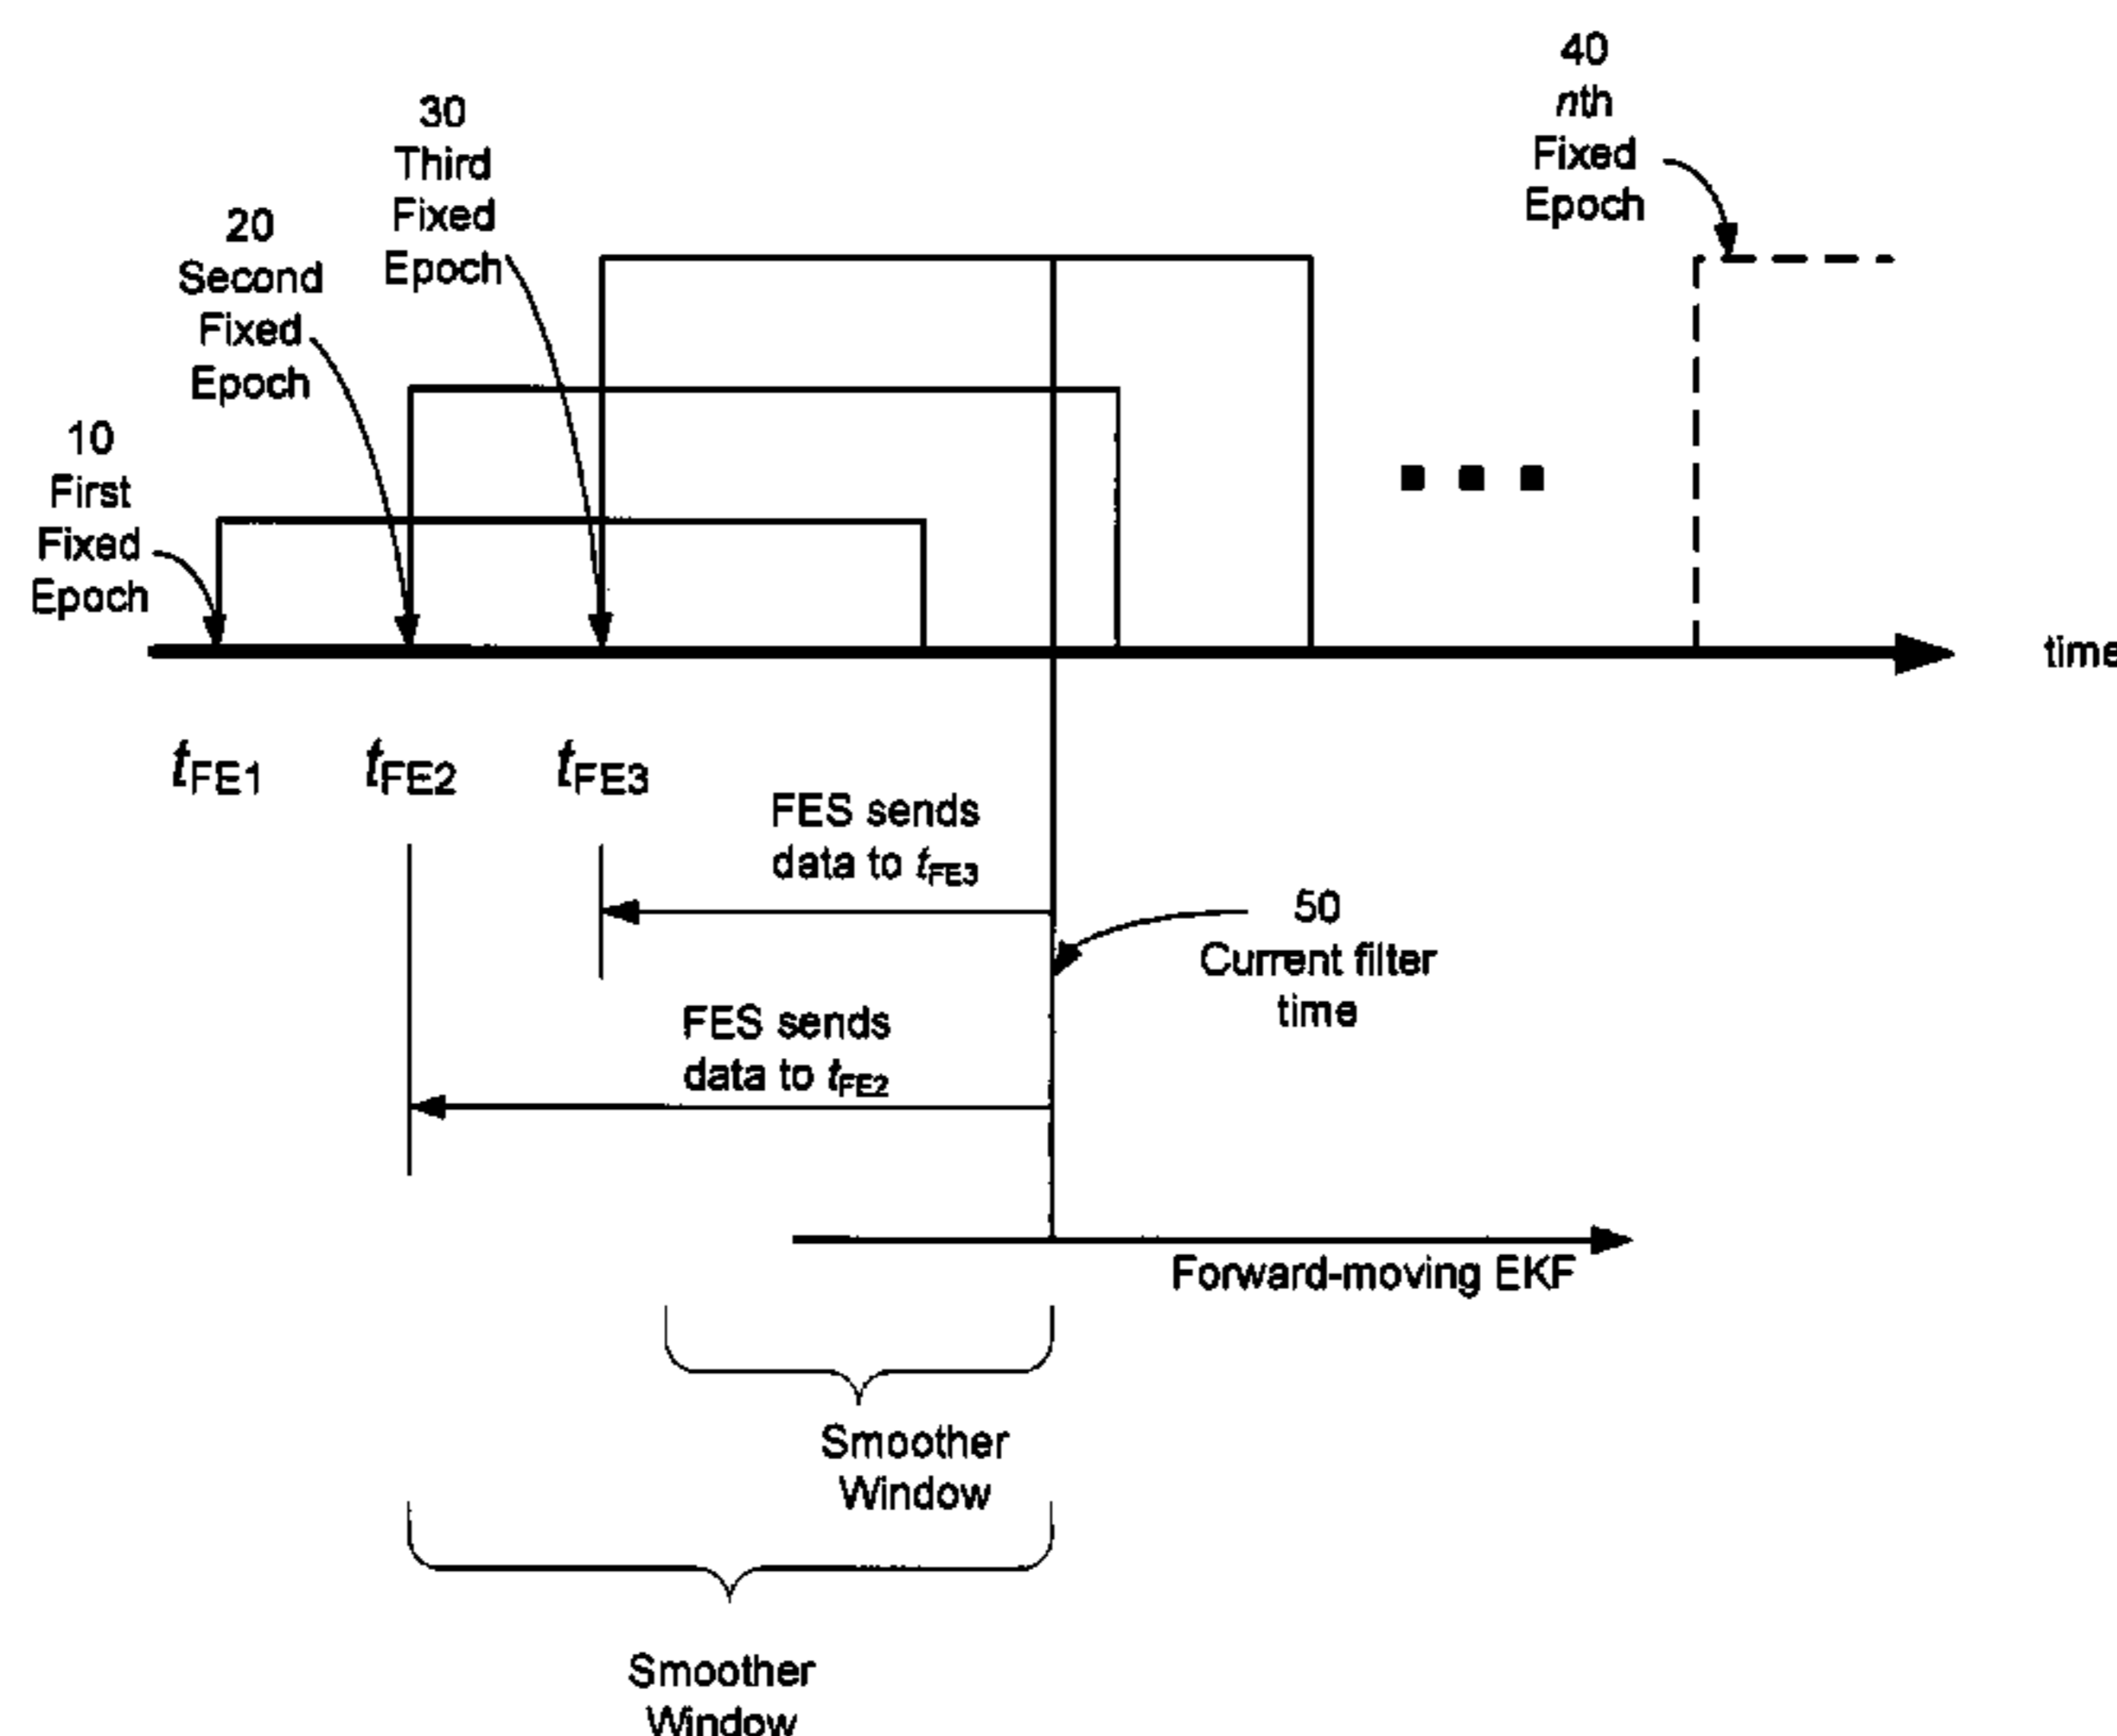 40
nth
Fixed
Epoch
30
Third
Fixed
Epoch
20
Second
Fixed
Epoch
10
First
Fixed
Epoch
time
tFE1
tFE2
tFE3
FES sends
data to tFE3
50
Current filter
time
FES sends
data to tFE2
Forward-moving EKF
Smoother
Window
Smoother
Window